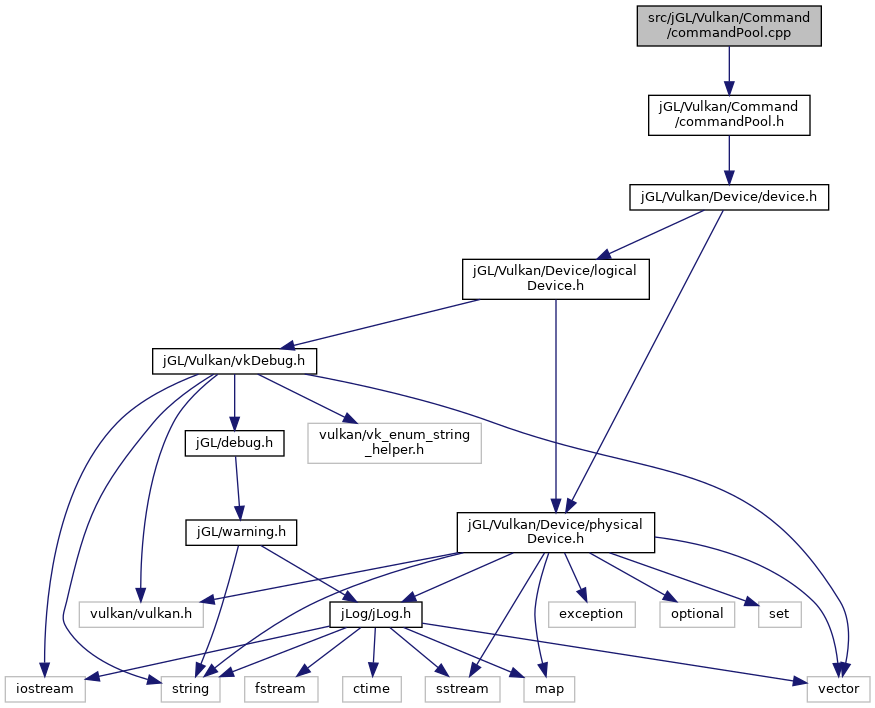 src/jGL/Vulkan/Command
/commandPool.cpp
jGL/Vulkan/Command
/commandPool.h
jGL/Vulkan/Device/device.h
jGL/Vulkan/Device/logical
Device.h
jGL/Vulkan/vkDebug.h
jGL/debug.h
vulkan/vk_enum_string
_helper.h
jGL/warning.h
jGL/Vulkan/Device/physical
Device.h
vulkan/vulkan.h
jLog/jLog.h
exception
optional
set
iostream
string
fstream
ctime
sstream
map
vector